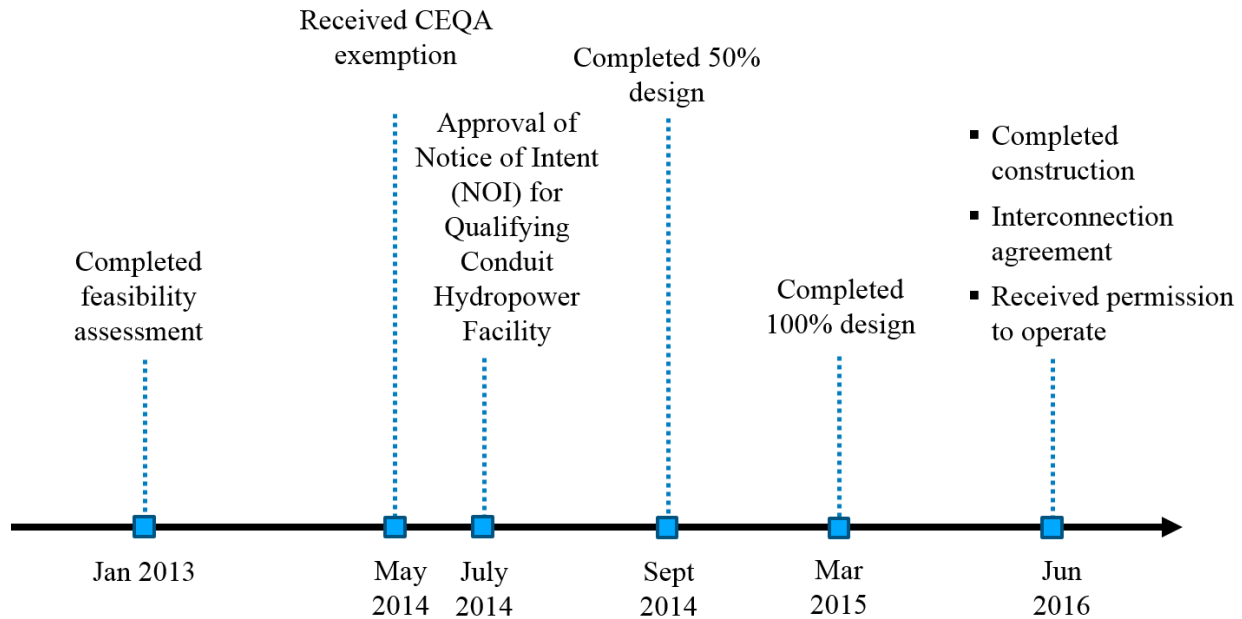 Received CEQA
exemption
Completed 50%
design
Approval of
Notice of Intent
(NOI) for
Qualifying
Conduit
Hydropower
Facility
▪ Completed
construction
▪ Interconnection
agreement
▪ Received permission
to operate
Completed
feasibility
assessment
Completed
100% design
Jan 2013
May
2014
July
2014
Sept
2014
Mar
2015
Jun
2016